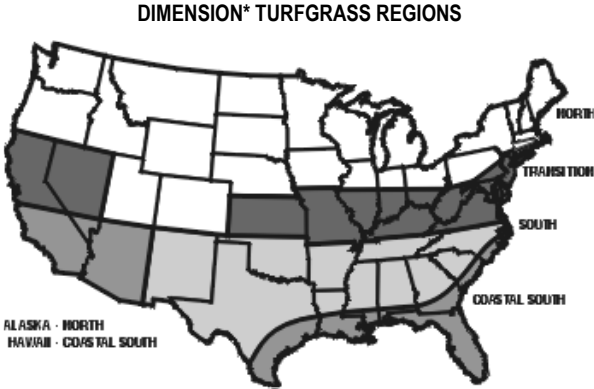 DIMENSION* TURFGRASS REGIONS
NORTH
TRANSITION
SOUTH
COASTAL SOUTH
ALASKA - NORTH
HAWAII - COASTAL SOUTH